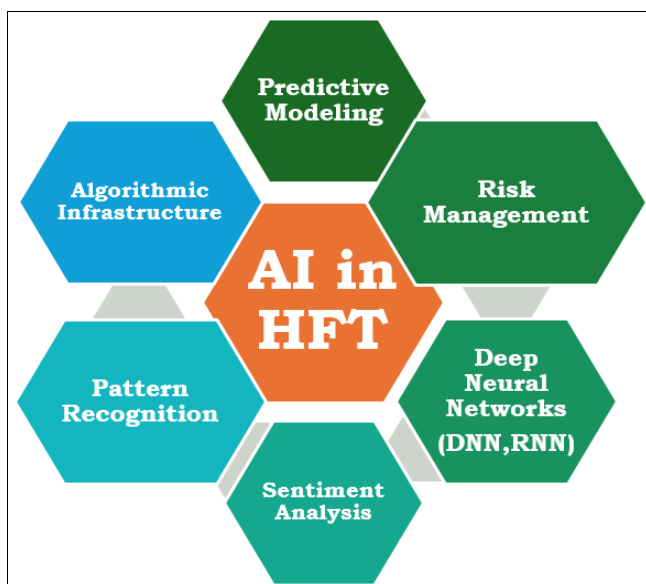 Predictive
Modeling
Algorithmic
Infrastructure
Risk
Management
AI in
HFT
Pattern
Recognition
Deep
Neural
Networks
(DNN,RNN)
Sentiment
Analysis